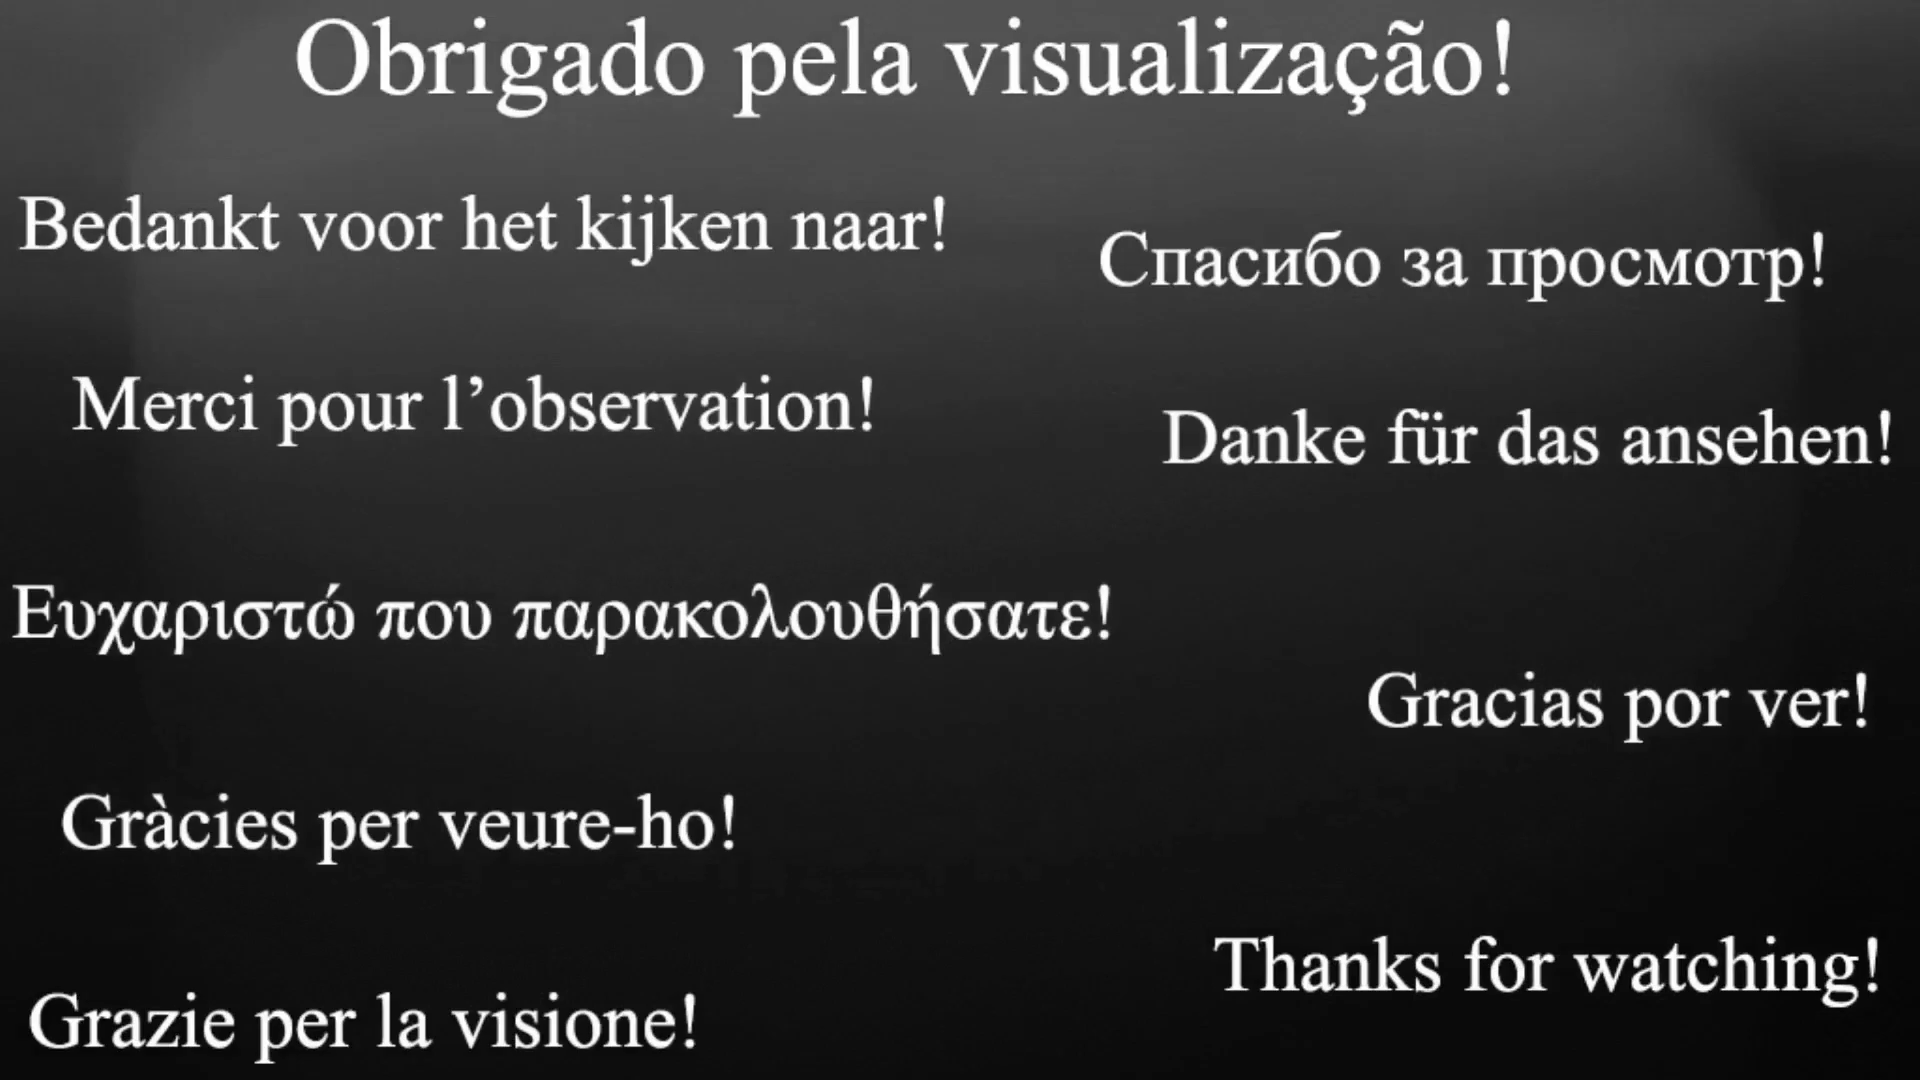 Obrigado pela visualização!
Bedankt voor het kijken naar!
Спасибо за просмотр!
Merci pour l’observation!
Danke für das ansehen!
Ευχαριστώ που παρακολουθήσατε!
Gracias por ver!
Gràcies per veure-ho!
Thanks for watching!
Grazie per la visione!